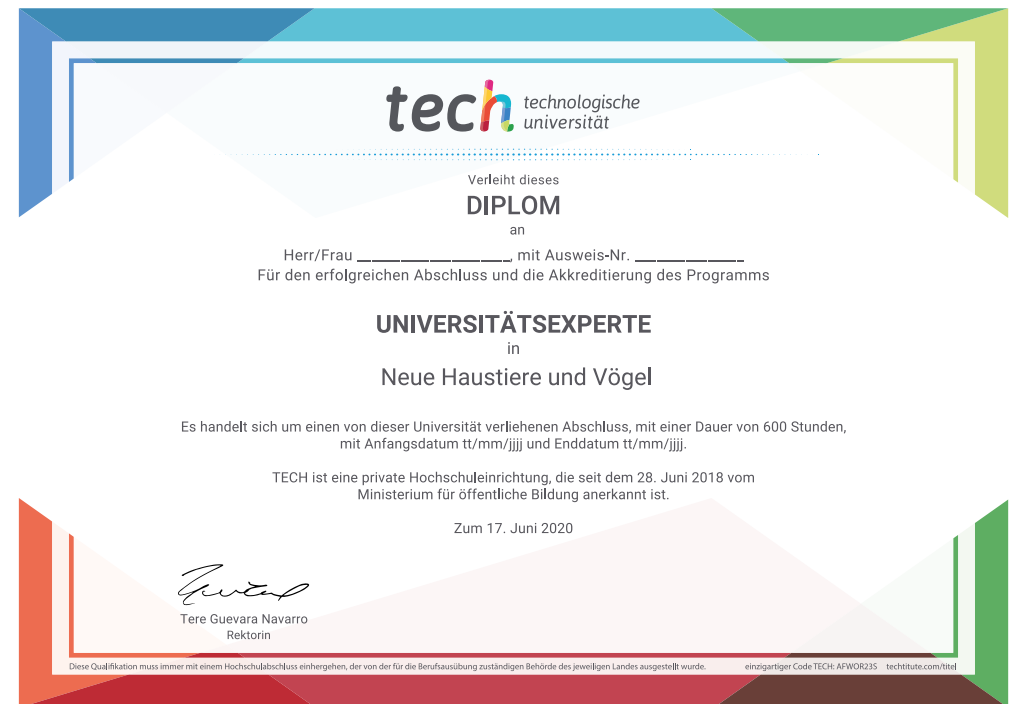 tech technologische
universität
Verleiht dieses
DIPLOM
an
Herr/Frau ____________________, mit Ausweis-Nr. ______________
Für den erfolgreichen Abschluss und die Akkreditierung des Programms
UNIVERSITÄTSEXPERTE
in
Neue Haustiere und Vögel
Es handelt sich um einen von dieser Universität verliehenen Abschluss, mit einer Dauer von 600 Stunden,
mit Anfangsdatum tt/mm/jjjj und Enddatum tt/mm/jjjj.
TECH ist eine private Hochschuleinrichtung, die seit dem 28. Juni 2018 vom
Ministerium für öffentliche Bildung anerkannt ist.
Zum 17. Juni 2020
Tere Guevara Navarro
Rektorin
Diese Qualifikation muss immer mit einem Hochschulabschluss einhergehen, der von der für die Berufsausübung zuständigen Behörde des jeweiligen Landes ausgestellt wurde. einzigartiger Code TECH: AFWOR23S techtitute.com/titel